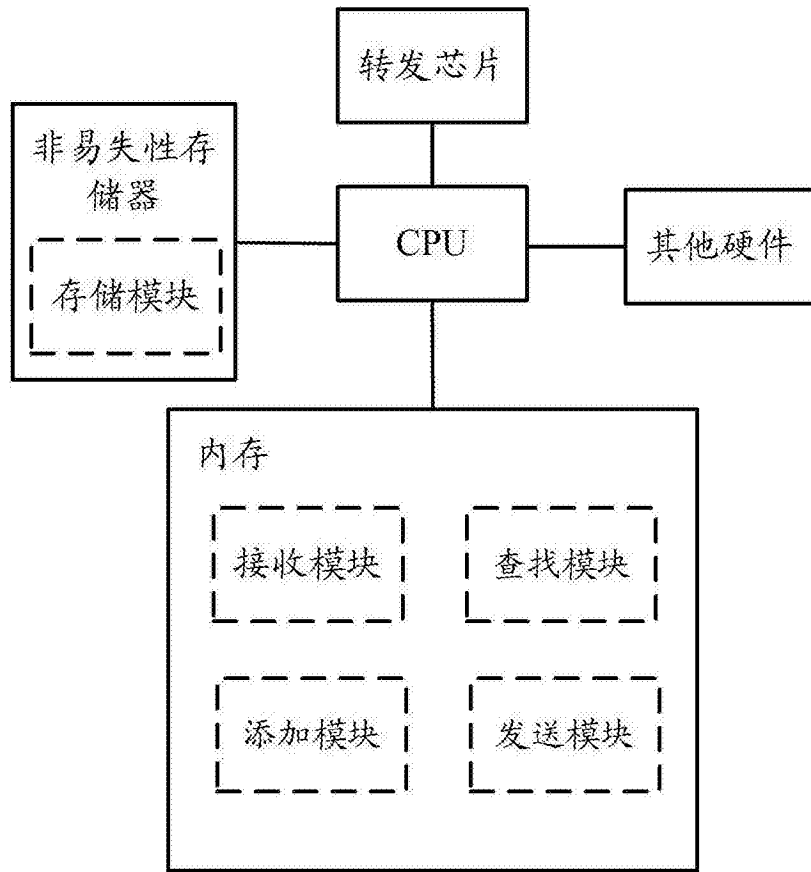 转发芯片
非易失性存
储器
存储模块
CPU
其他硬件
内存
接收模块
查找模块
添加模块
发送模块